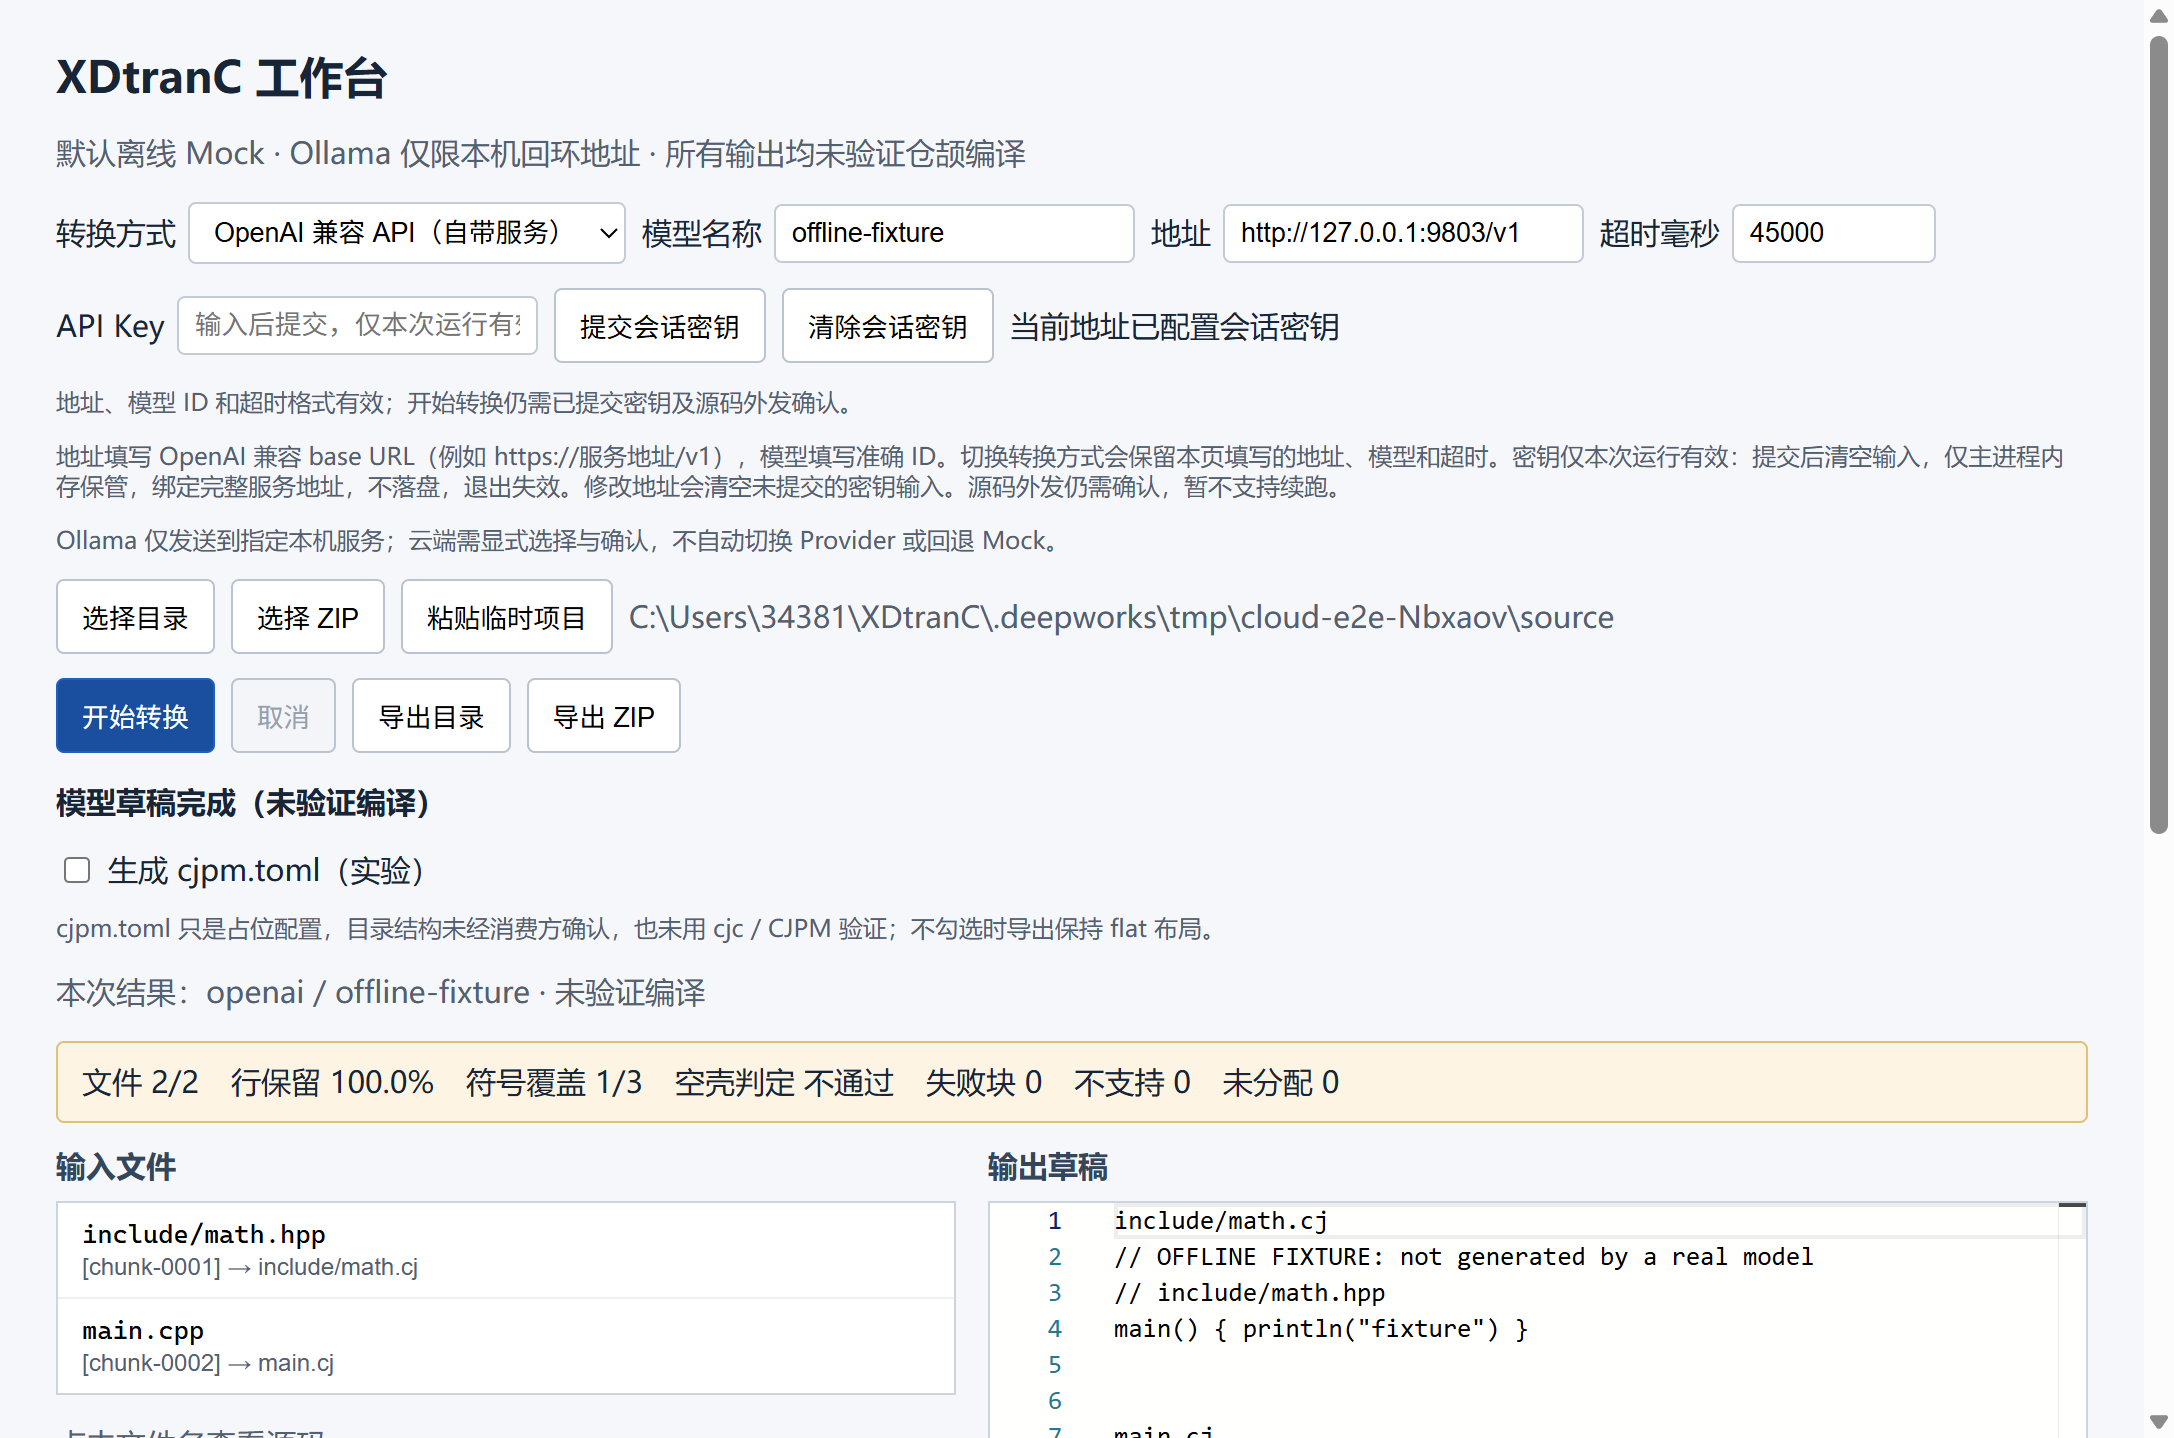 XDtranC 工作台
默认离线 Mock · Ollama 仅限本机回环地址 · 所有输出均未验证仓颉编译
转换方式 OpenAI 兼容 API（自带服务） 模型名称 offline-fixture 地址 http://127.0.0.1:9803/v1 超时毫秒 45000
API Key 输入后提交，仅本次运行有 提交会话密钥 清除会话密钥 当前地址已配置会话密钥
地址、模型 ID 和超时格式有效；开始转换仍需已提交密钥及源码外发确认。
地址填写 OpenAI 兼容 base URL（例如 https://服务地址/v1），模型填写准确 ID。切换转换方式会保留本页填写的地址、模型和超时。密钥仅本次运行有效：提交后清空输入，仅主进程内
存保管，绑定完整服务地址，不落盘，退出失效。修改地址会清空未提交的密钥输入。源码外发仍需确认，暂不支持续跑。
Ollama 仅发送到指定本机服务；云端需显式选择与确认，不自动切换 Provider 或回退 Mock。
选择目录 选择 ZIP 粘贴临时项目 C:\Users\34381\XDtranC\.deepworks\tmp\cloud-e2e-Nbxaov\source
开始转换 取消 导出目录 导出 ZIP
模型草稿完成（未验证编译）
生成 cjpm.toml（实验）
cjpm.toml 只是占位配置，目录结构未经消费方确认，也未用 cjc / CJPM 验证；不勾选时导出保持 flat 布局。
本次结果：openai / offline-fixture · 未验证编译
文件 2/2 行保留 100.0% 符号覆盖 1/3 空壳判定 不通过 失败块 0 不支持 0 未分配 0
输入文件
include/math.hpp
[chunk-0001] → include/math.cj
main.cpp
[chunk-0002] → main.cj
输出草稿
1 include/math.cj
2 // OFFLINE FIXTURE: not generated by a real model
3 // include/math.hpp
4 main() { println("fixture") }
5
6
7 main.cj